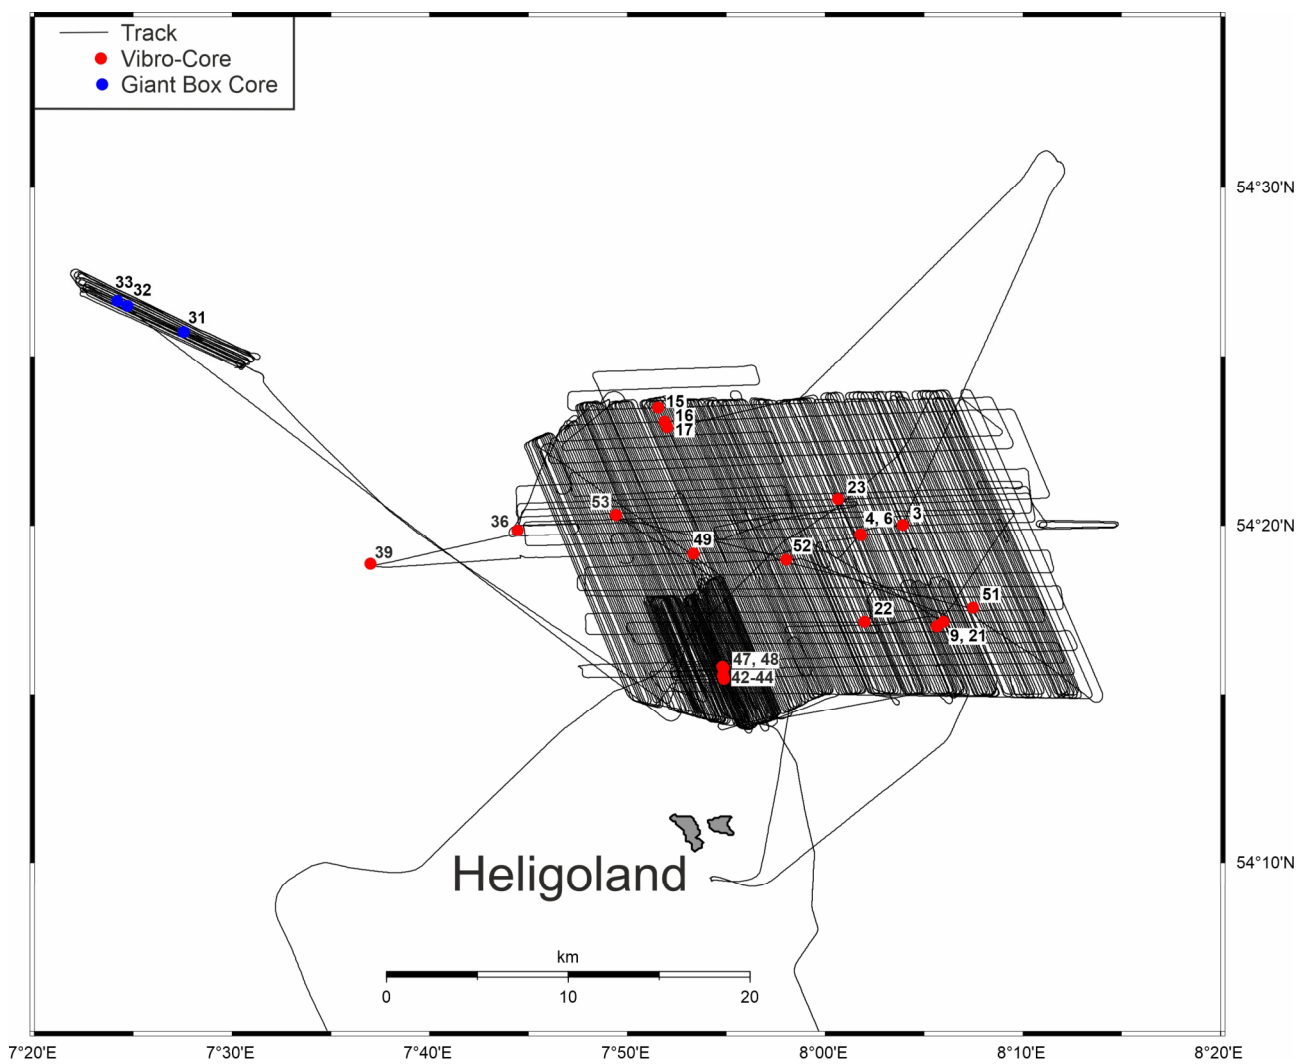 Track
Vibro-Core
Giant Box Core
54°30'N
33 32
31
15
16
17
23
53
4, 6
3
36
54°20'N
49
52
39
51
22
9, 21
47, 48
42-44
54°10'N
Heligoland
km
0 10 20
7°20'E 7°30'E 7°40'E 7°50'E 8°00'E 8°10'E 8°20'E